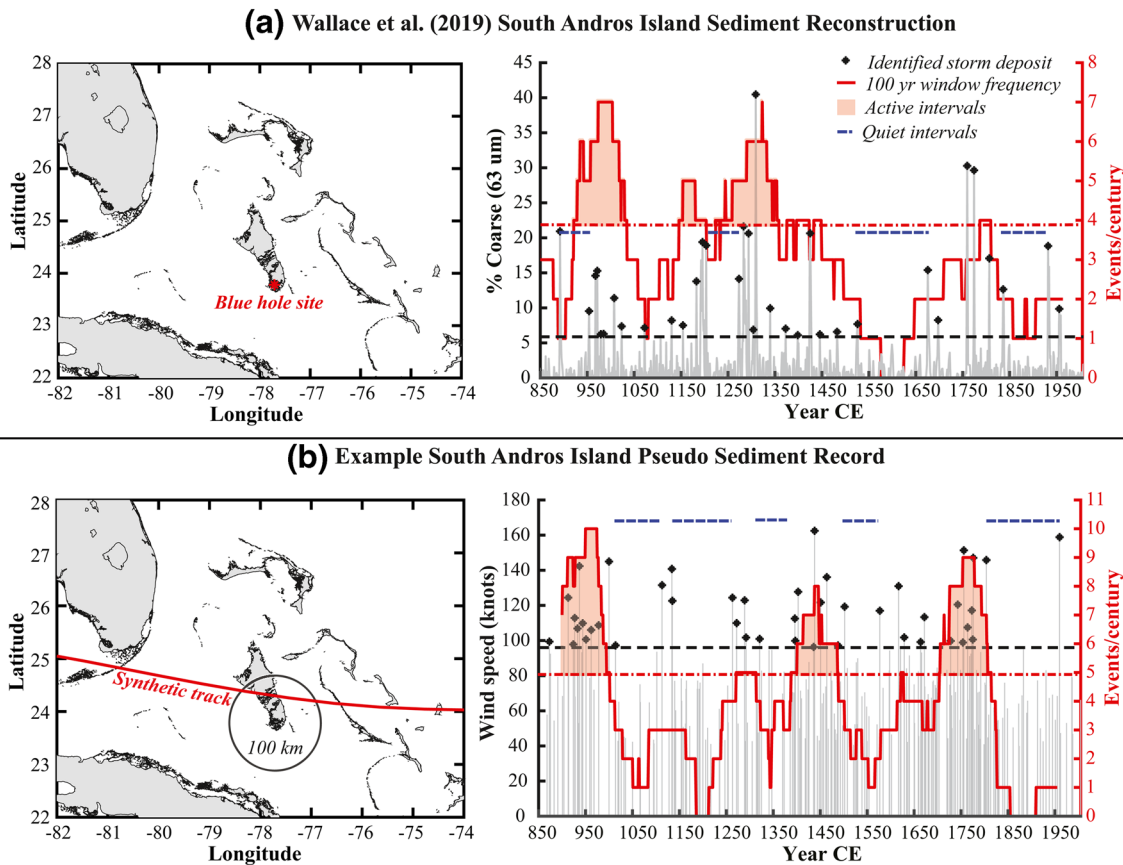 (a) Wallace et al. (2019) South Andros Island Sediment Reconstruction
Latitude
28
27
26
25
24
23
22
Blue hole site
-82 -81 -80 -79 -78 -77 -76 -75 -74
Longitude
% Coarse (63 um)
45
40
35
30
25
20
15
10
5
0
Identified storm deposit
100 yr window frequency
Active intervals
Quiet intervals
8
7
6
5
4
3
2
1
0
Events/century
850 950 1050 1150 1251 1350 1450 1550 1650 1750 1850 1950
Year CE
(b) Example South Andros Island Pseudo Sediment Record
Latitude
28
27
26
25
24
23
22
Synthetic track
100 km
-82 -81 -80 -79 -78 -77 -76 -75 -74
Longitude
Wind speed (knots)
180
160
140
120
100
80
60
40
20
0
11
10
9
8
7
6
5
4
3
2
1
0
Events/century
850 950 1050 1150 1250 1350 1450 1550 1650 1750 1850 1950
Year CE